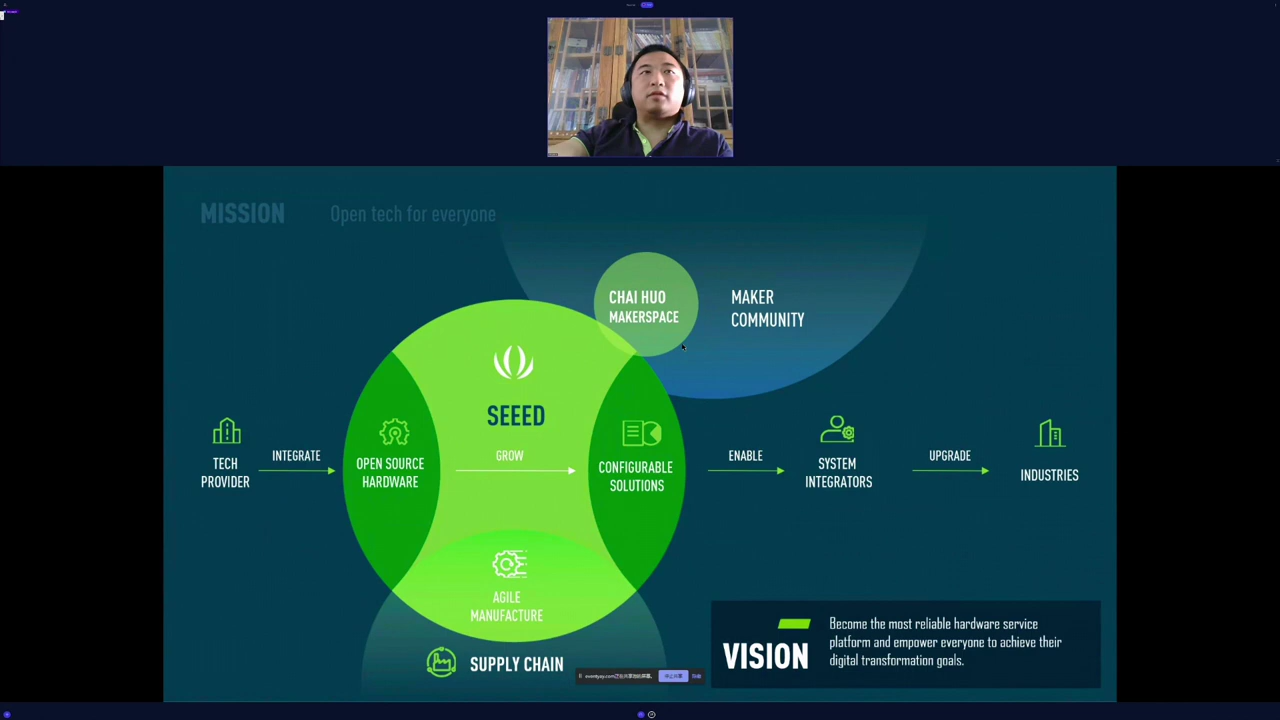 MISSION
Open tech for everyone
CHAI HUO
MAKERSPACE
MAKER
COMMUNITY
SEEED
TECH
PROVIDER
INTEGRATE
OPEN SOURCE
HARDWARE
GROW
CONFIGURABLE
SOLUTIONS
ENABLE
SYSTEM
INTEGRATORS
UPGRADE
INDUSTRIES
AGILE
MANUFACTURE
SUPPLY CHAIN
VISION
Become the most reliable hardware service
platform and empower everyone to achieve their
digital transformation goals.